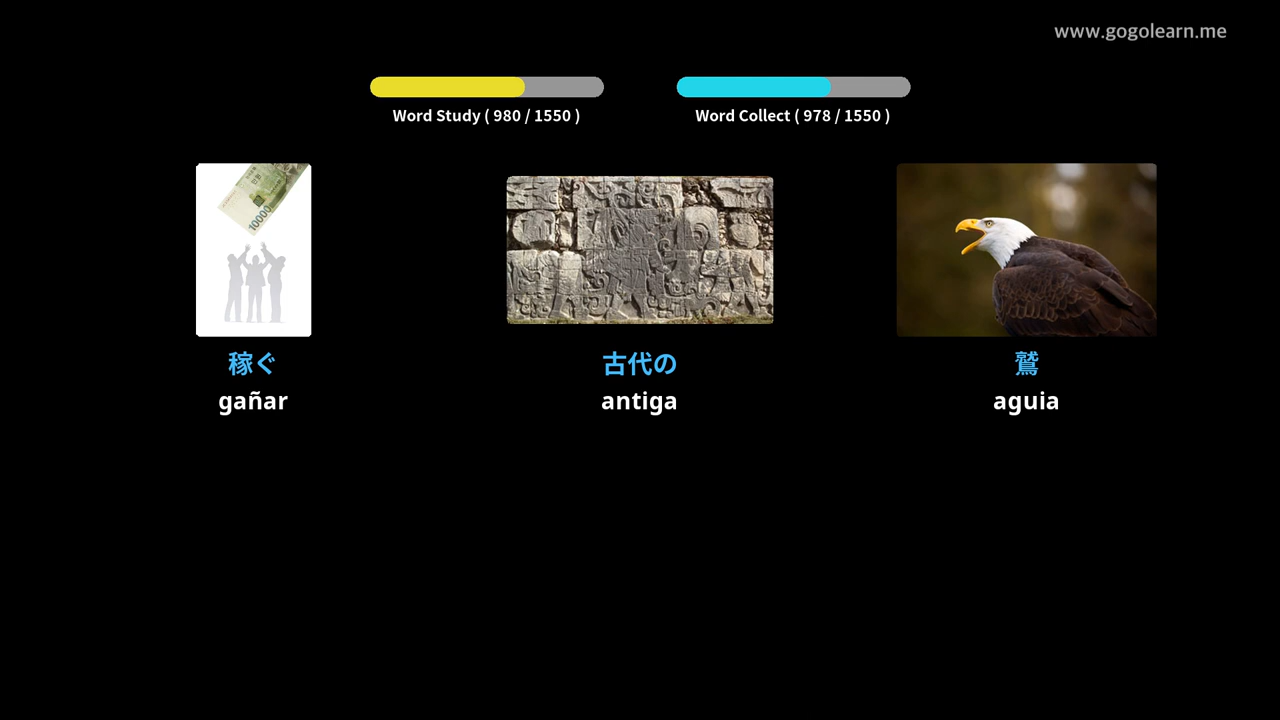 www.gogolearn.me
Word Study ( 980 / 1550 )
Word Collect ( 978 / 1550 )
10000
稼ぐ
gañar
古代の
antiga
鷲
aguia